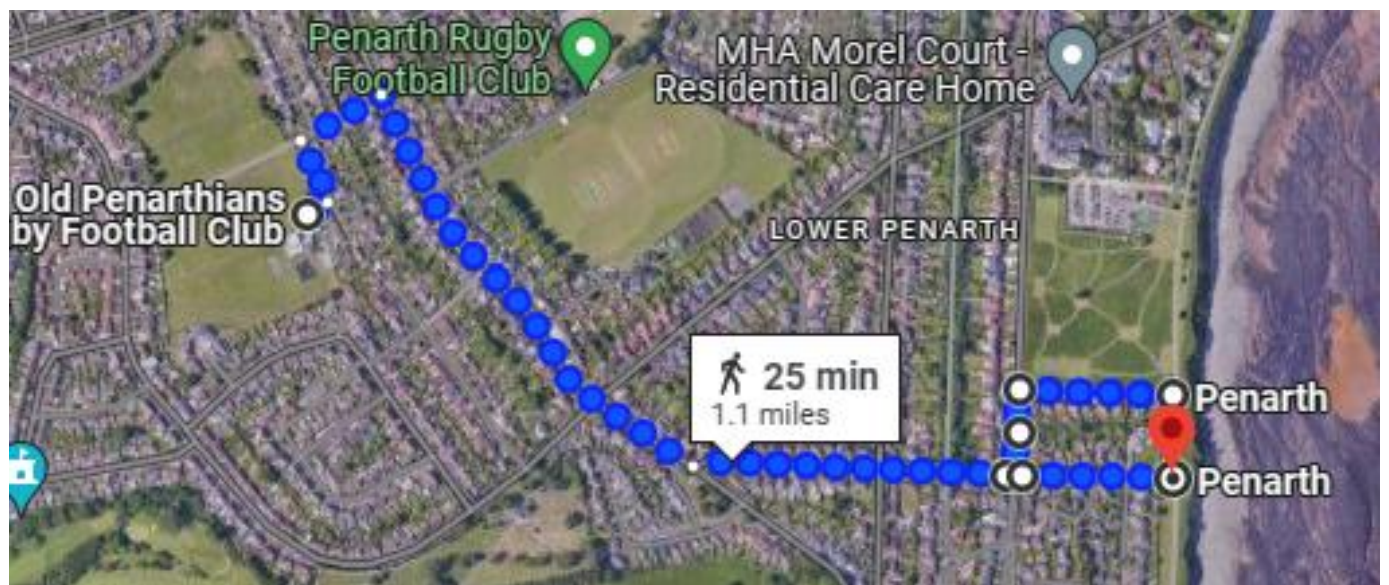 Penarth Rugby
Football Club
MHA Morel Court -
Residential Care Home
Old Penarthians
by Football Club
LOWER PENARTH
25 min
1.1 miles
Penarth
Penarth